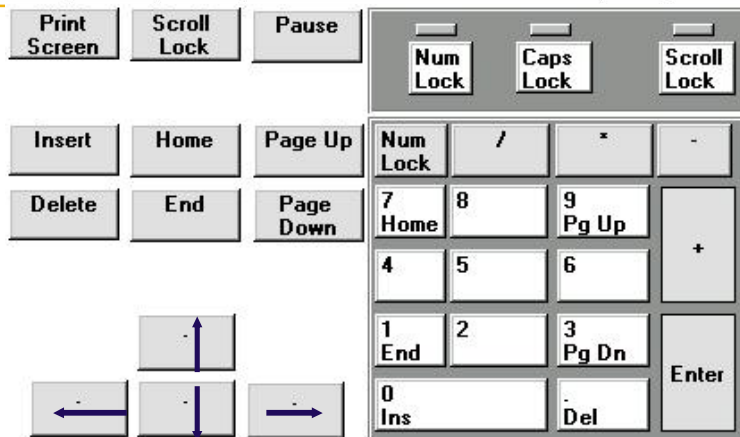 Print
Screen
Scroll
Lock
Pause
Num
Lock
Caps
Lock
Scroll
Lock
Insert
Home
Page Up
Num
Lock
/
*
-
Delete
End
Page
Down
7
Home
8
9
Pg Up
+
4
5
6
1
End
2
3
Pg Dn
Enter
0
Ins
.
Del
-
-
-
-